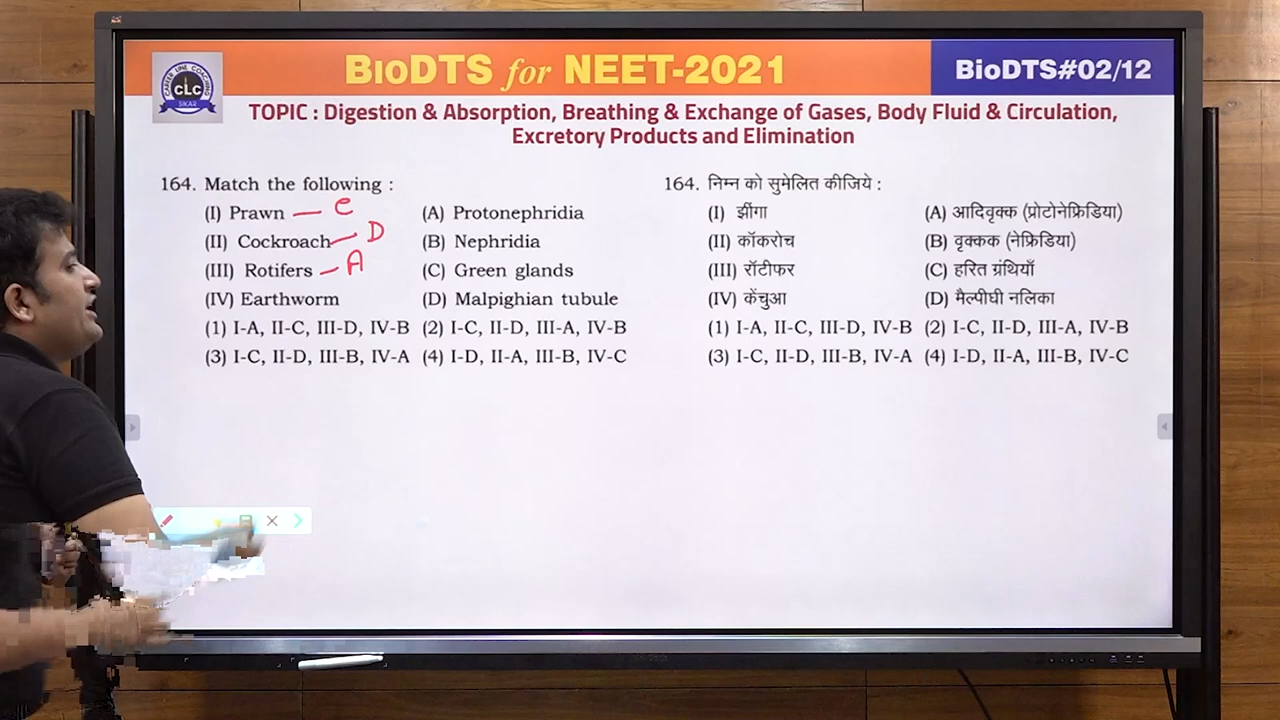 BIODTS for NEET-2021
BioDTS#02/12
CAREER LINE COACHING
CLC
SIKAR
TOPIC : Digestion & Absorption, Breathing & Exchange of Gases, Body Fluid & Circulation,
Excretory Products and Elimination
164. Match the following :
(I) Prawn — C (A) Protonephridia
(II) Cockroach — D (B) Nephridia
(III) Rotifers — A (C) Green glands
(IV) Earthworm (D) Malpighian tubule
(1) I-A, II-C, III-D, IV-B (2) I-C, II-D, III-A, IV-B
(3) I-C, II-D, III-B, IV-A (4) I-D, II-A, III-B, IV-C
164. निम्न को सुमेलित कीजिये :
(I) झींगा (A) आदिवृक्क (प्रोटोनेफ्रिडिया)
(II) कॉकरोच (B) वृक्कक (नेफ्रिडिया)
(III) रॉटीफर (C) हरित ग्रंथियाँ
(IV) केंचुआ (D) मैल्पीघी नलिका
(1) I-A, II-C, III-D, IV-B (2) I-C, II-D, III-A, IV-B
(3) I-C, II-D, III-B, IV-A (4) I-D, II-A, III-B, IV-C